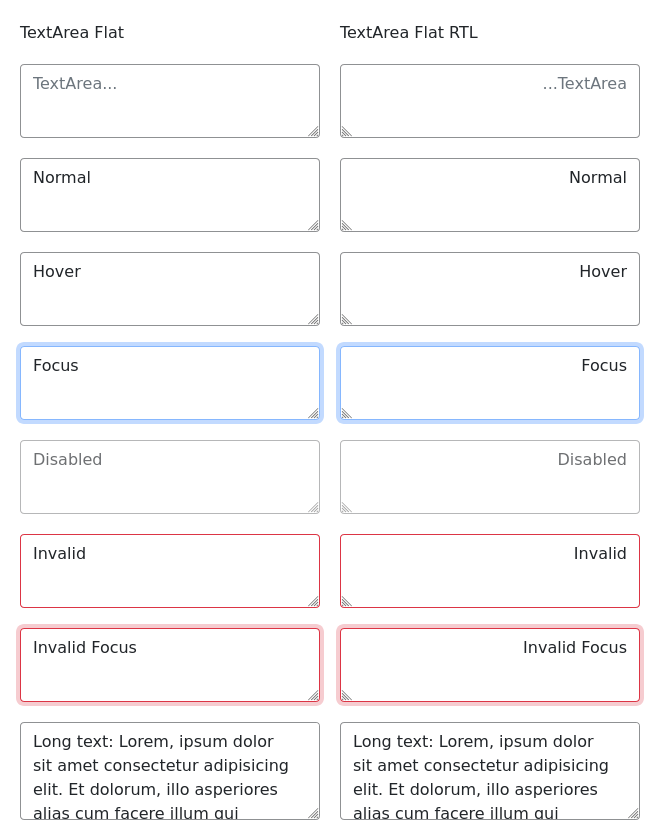 TextArea Flat
TextArea Flat RTL
TextArea...
...TextArea
Normal
Normal
Hover
Hover
Focus
Focus
Disabled
Disabled
Invalid
Invalid
Invalid Focus
Invalid Focus
Long text: Lorem, ipsum dolor
sit amet consectetur adipisicing
elit. Et dolorum, illo asperiores
alias cum facere illum qui
Long text: Lorem, ipsum dolor
sit amet consectetur adipisicing
elit. Et dolorum, illo asperiores
alias cum facere illum qui